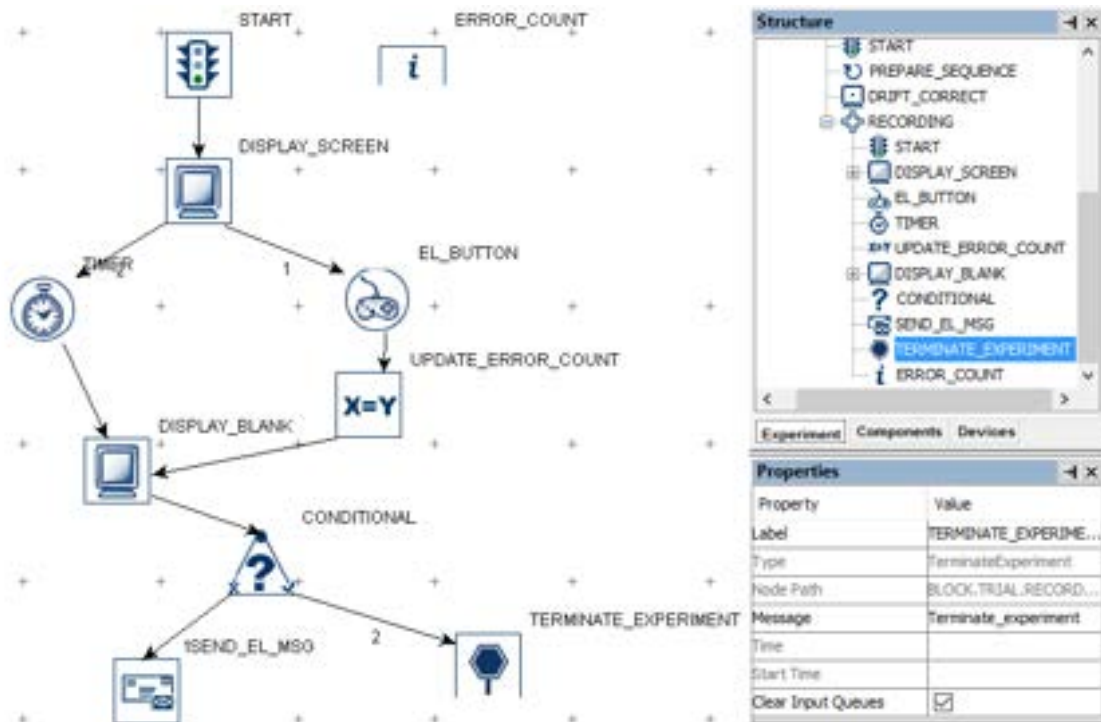 START
ERROR_COUNT
i
DISPLAY_SCREEN
TIMER
2
1
EL_BUTTON
UPDATE_ERROR_COUNT
X=Y
DISPLAY_BLANK
CONDITIONAL
?
1SEND_EL_MSG
2
TERMINATE_EXPERIMENT
Structure
START
PREPARE_SEQUENCE
DRIFT_CORRECT
RECORDING
START
DISPLAY_SCREEN
EL_BUTTON
TIMER
X=Y UPDATE_ERROR_COUNT
DISPLAY_BLANK
? CONDITIONAL
SEND_EL_MSG
TERMINATE_EXPERIMENT
i ERROR_COUNT
Experiment Components Devices
Properties
Property Value
Label TERMINATE_EXPERIME...
Type TerminateExperiment
Node Path BLOCK.TRIAL.RECORD...
Message Terminate_experiment
Time
Start Time
Clear Input Queues